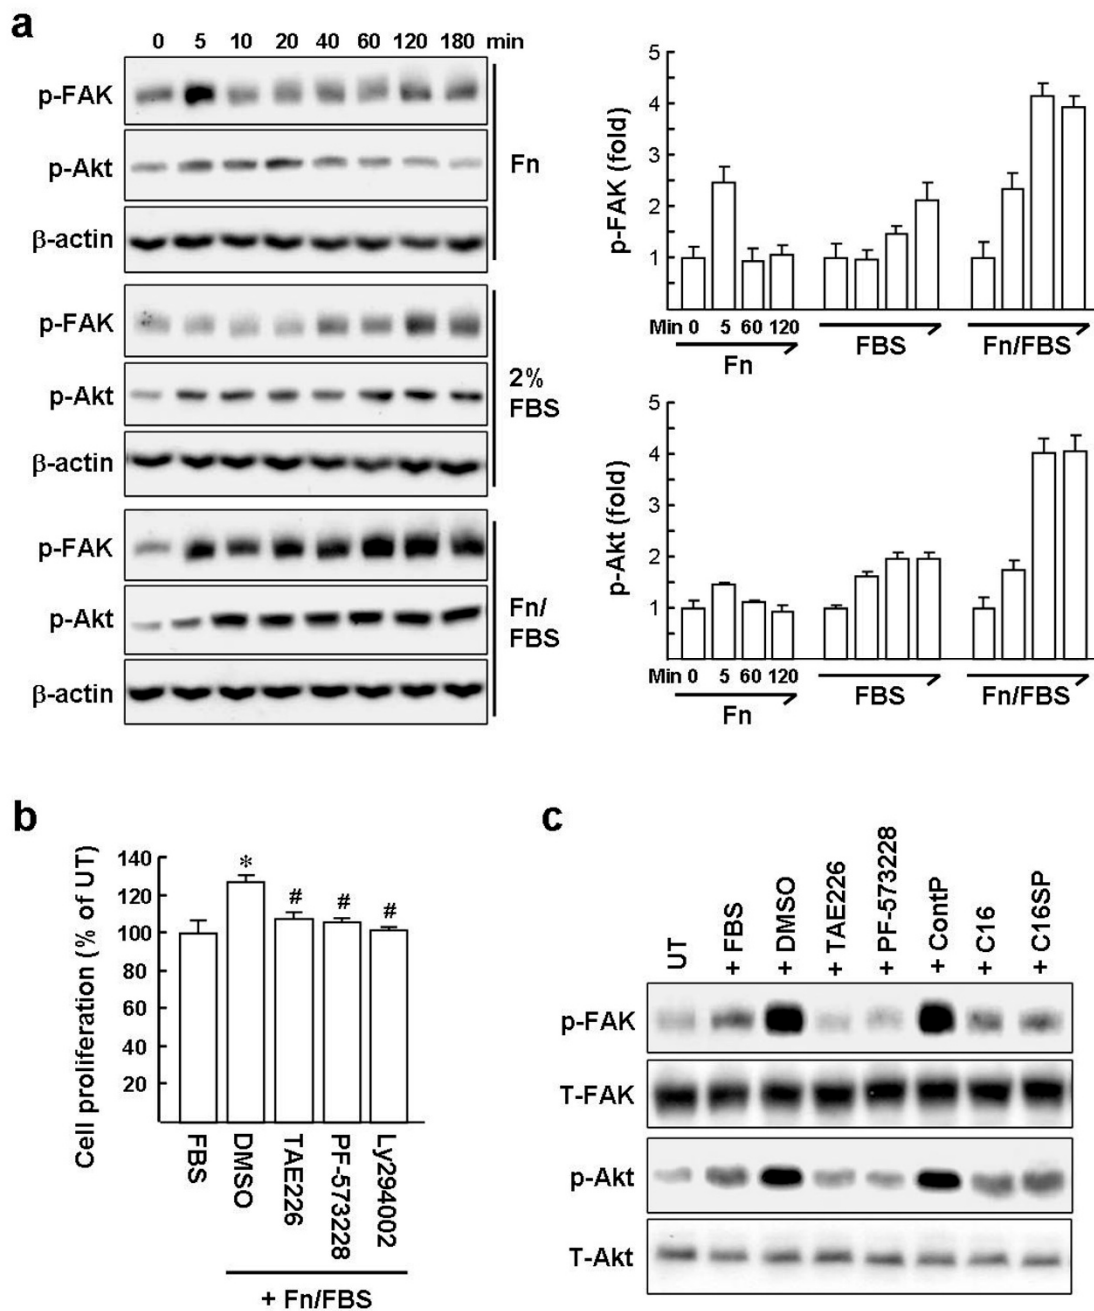 a
0 5 10 20 40 60 120 180 min
p-FAK
p-Akt
β-actin
Fn
p-FAK
p-Akt
β-actin
2%
FBS
p-FAK
p-Akt
β-actin
Fn/
FBS
p-FAK (fold)
5
4
3
2
1
Min 0 5 60 120
Fn
FBS
Fn/FBS
p-Akt (fold)
5
4
3
2
1
Min 0 5 60 120
Fn
FBS
Fn/FBS
b
Cell proliferation (% of UT)
140
120
100
80
60
40
20
*
#
#
#
FBS
DMSO
TAE226
PF-573228
Ly294002
+ Fn/FBS
c
UT
+ FBS
+ DMSO
+ TAE226
+ PF-573228
+ ContP
+ C16
+ C16SP
p-FAK
T-FAK
p-Akt
T-Akt